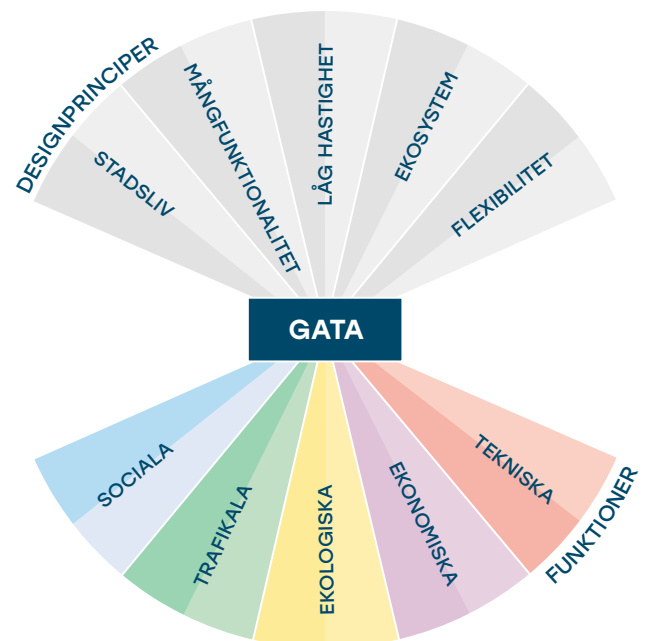 DESIGNPRINCIPER
STADSLIV
MÅNGFUNKTIONALITET
LÅG HASTIGHET
EKOSYSTEM
FLEXIBILITET
GATA
SOCIALA
TRAFIKALA
EKOLOGISKA
EKONOMISKA
TEKNISKA
FUNKTIONER